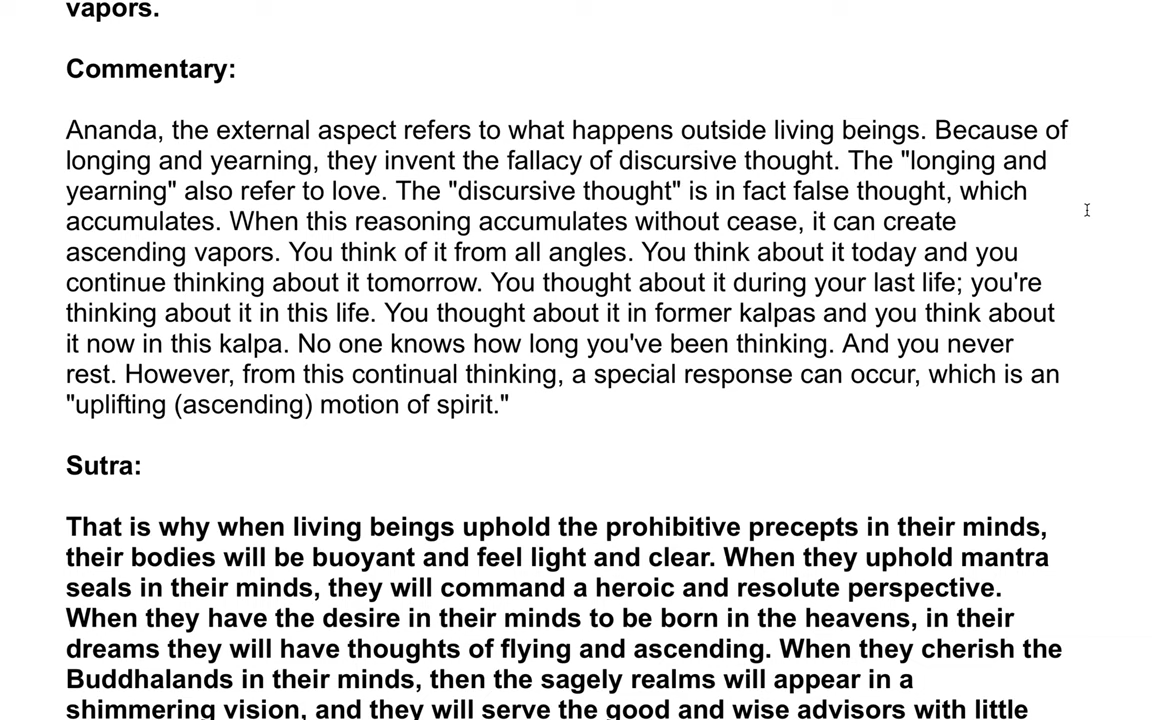 vapors.
Commentary:
Ananda, the external aspect refers to what happens outside living beings. Because of
longing and yearning, they invent the fallacy of discursive thought. The "longing and
yearning" also refer to love. The "discursive thought" is in fact false thought, which
accumulates. When this reasoning accumulates without cease, it can create
ascending vapors. You think of it from all angles. You think about it today and you
continue thinking about it tomorrow. You thought about it during your last life; you're
thinking about it in this life. You thought about it in former kalpas and you think about
it now in this kalpa. No one knows how long you've been thinking. And you never
rest. However, from this continual thinking, a special response can occur, which is an
"uplifting (ascending) motion of spirit."
Sutra:
That is why when living beings uphold the prohibitive precepts in their minds,
their bodies will be buoyant and feel light and clear. When they uphold mantra
seals in their minds, they will command a heroic and resolute perspective.
When they have the desire in their minds to be born in the heavens, in their
dreams they will have thoughts of flying and ascending. When they cherish the
Buddhalands in their minds, then the sagely realms will appear in a
shimmering vision, and they will serve the good and wise advisors with little